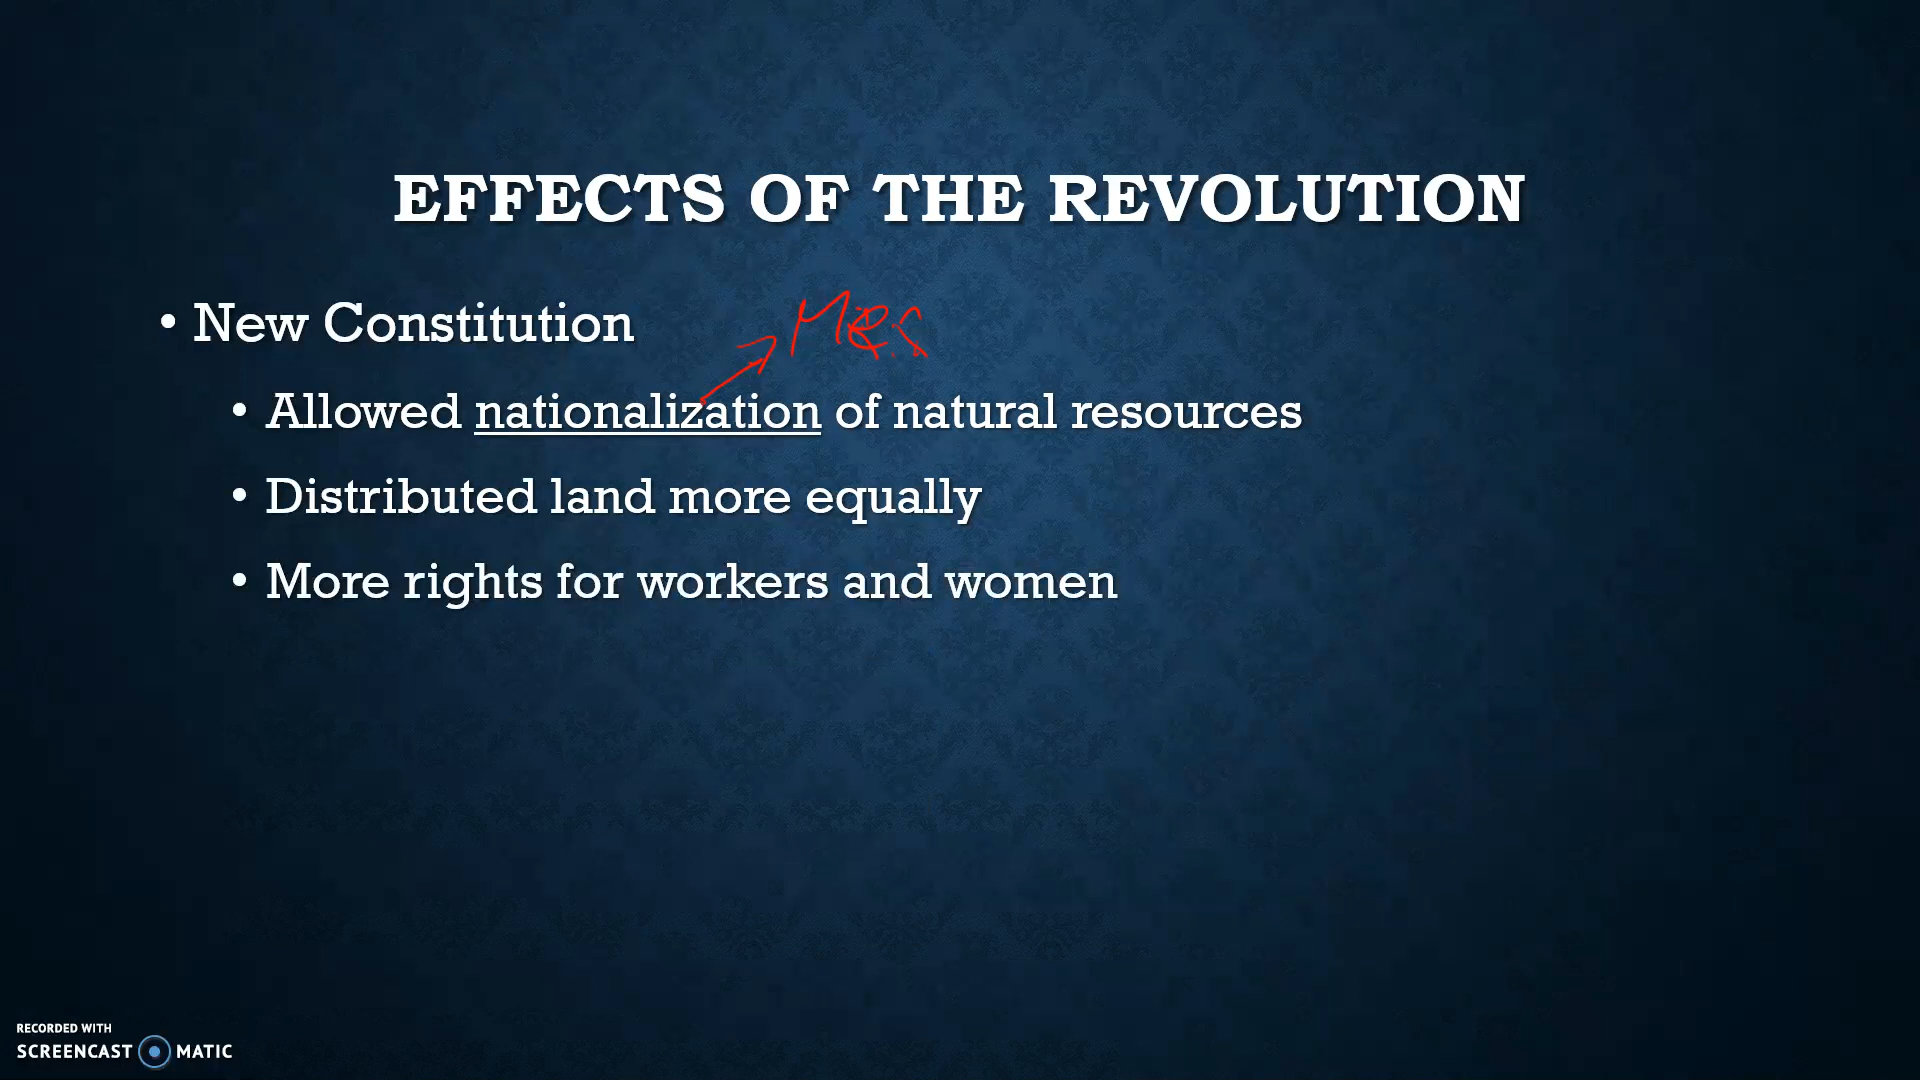 EFFECTS OF THE REVOLUTION
• New Constitution
• Allowed nationalization of natural resources
• Distributed land more equally
• More rights for workers and women
RECORDED WITH
SCREENCAST MATIC